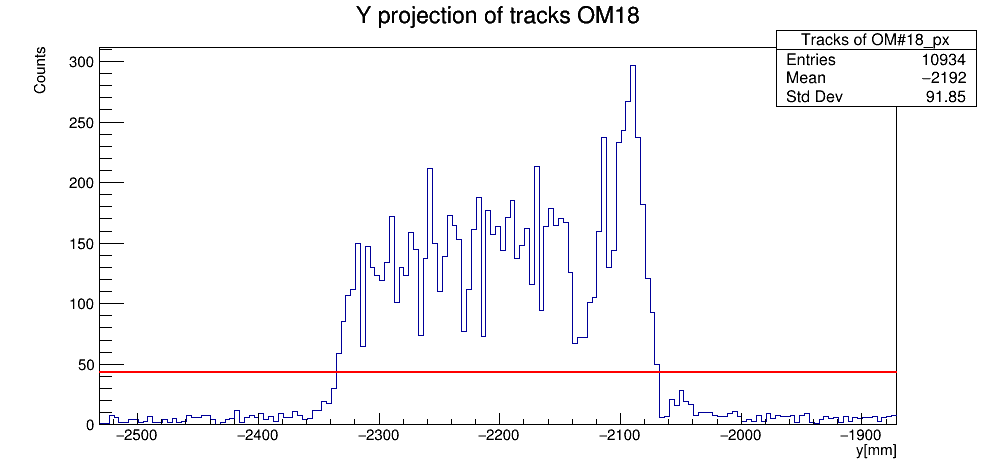 Y projection of tracks OM18
Tracks of OM#18_px
Entries 10934
Mean −2192
Std Dev 91.85
Counts
300
250
200
150
100
50
0
−2500 −2400 −2300 −2200 −2100 −2000 −1900
y[mm]